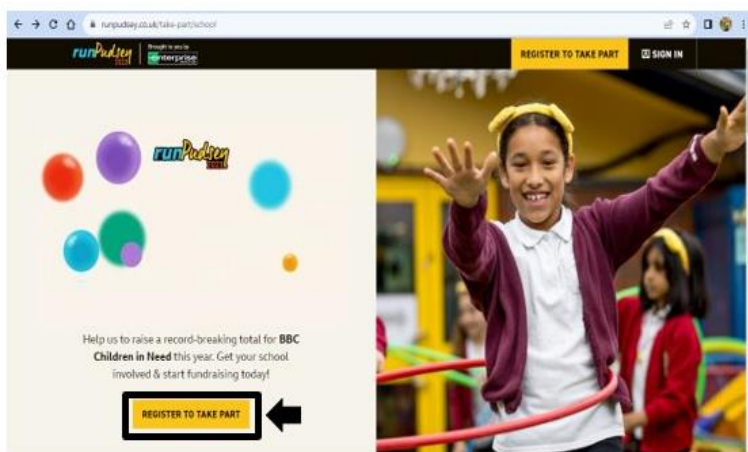 runpudsey.co.uk/take-part/school
runPudsey
2023
Brought to you by
enterprise
REGISTER TO TAKE PART
SIGN IN
runPudsey
2023
Help us to raise a record-breaking total for BBC
Children in Need this year. Get your school
involved & start fundraising today!
REGISTER TO TAKE PART